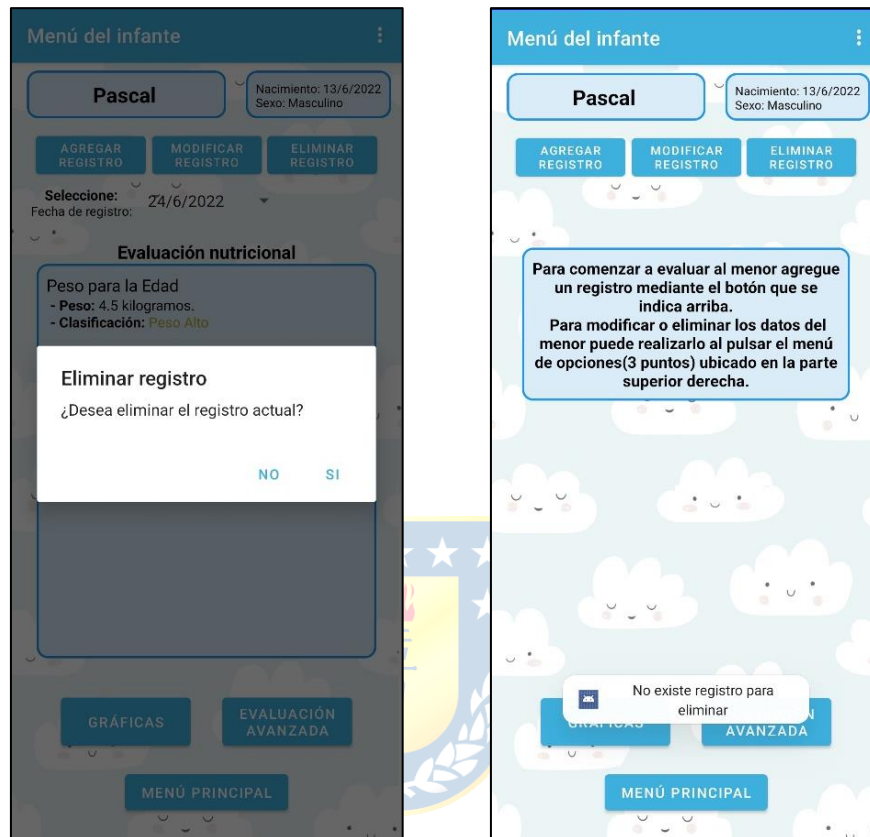 Menú del infante
Pascal
Nacimiento: 13/6/2022
Sexo: Masculino
AGREGAR
REGISTRO
MODIFICAR
REGISTRO
ELIMINAR
REGISTRO
Seleccione:
Fecha de registro:
24/6/2022
Evaluación nutricional
Peso para la Edad
- Peso: 4.5 kilogramos.
- Clasificación: Peso Alto
Eliminar registro
¿Desea eliminar el registro actual?
NO SI
GRÁFICAS
EVALUACIÓN
AVANZADA
MENÚ PRINCIPAL
Menú del infante
Pascal
Nacimiento: 13/6/2022
Sexo: Masculino
AGREGAR
REGISTRO
MODIFICAR
REGISTRO
ELIMINAR
REGISTRO
Para comenzar a evaluar al menor agregue
un registro mediante el botón que se
indica arriba.
Para modificar o eliminar los datos del
menor puede realizarlo al pulsar el menú
de opciones(3 puntos) ubicado en la parte
superior derecha.
No existe registro para
eliminar
AVANZADA
MENÚ PRINCIPAL